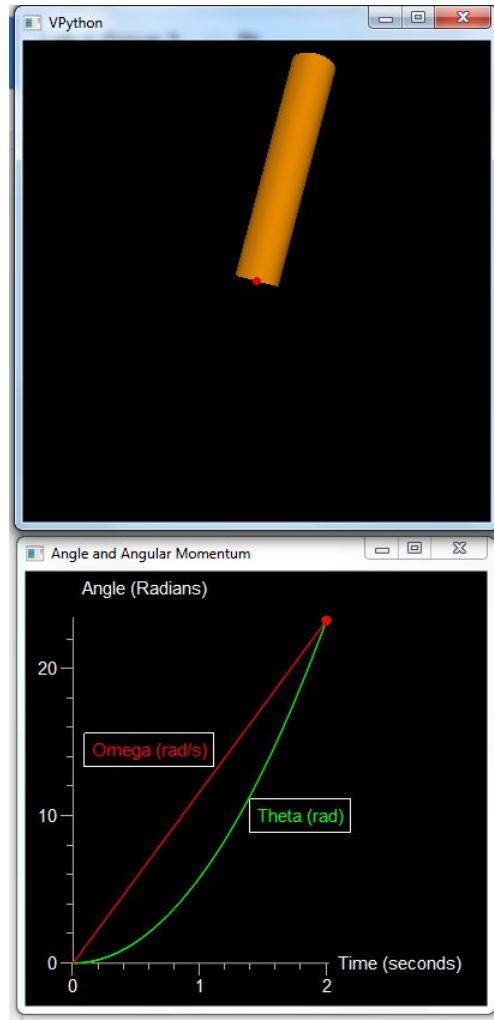 VPython
Angle and Angular Momentum
Angle (Radians)
20
Omega (rad/s)
10
Theta (rad)
0
Time (seconds)
0
1
2